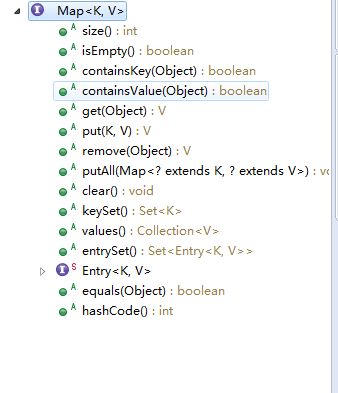 Map<K, V>
A size() : int
A isEmpty() : boolean
A containsKey(Object) : boolean
A containsValue(Object) : boolean
A get(Object) : V
A put(K, V) : V
A remove(Object) : V
A putAll(Map<? extends K, ? extends V>) : vo
A clear() : void
A keySet() : Set<K>
A values() : Collection<V>
A entrySet() : Set<Entry<K, V>>
S Entry<K, V>
A equals(Object) : boolean
A hashCode() : int